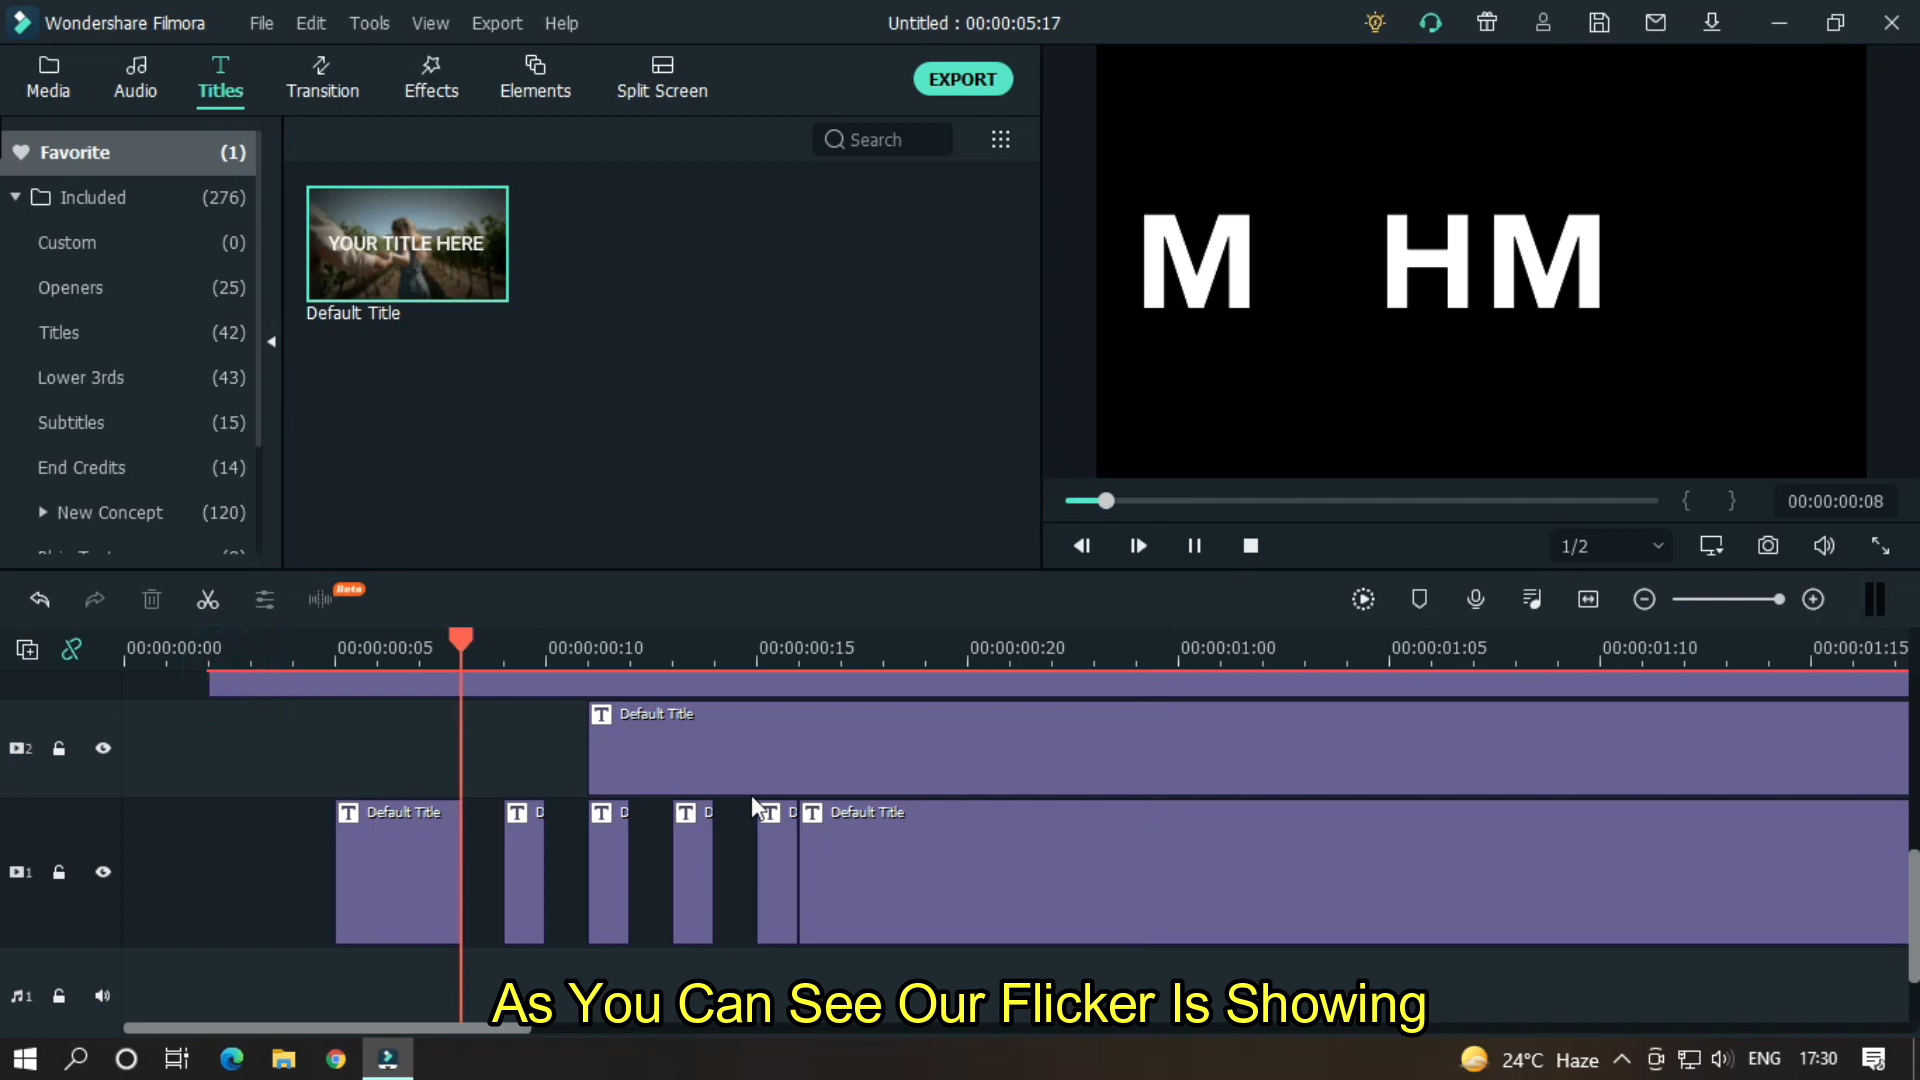 Wondershare Filmora File Edit Tools View Export Help Untitled : 00:00:05:17
Media Audio Titles Transition Effects Elements Split Screen EXPORT
Favorite (1)
Search
Included (276)
Custom (0)
Openers (25)
Titles (42)
Lower 3rds (43)
Subtitles (15)
End Credits (14)
New Concept (120)
YOUR TITLE HERE
Default Title
M HM
{ } 00:00:00:08
1/2
Beta
00:00:00:00 00:00:00:05 00:00:00:10 00:00:00:15 00:00:00:20 00:00:01:00 00:00:01:05 00:00:01:10 00:00:01:15
2 T Default Title
1 T Default Title T D T D T D T D T Default Title
1
As You Can See Our Flicker Is Showing
24°C Haze ENG 17:30